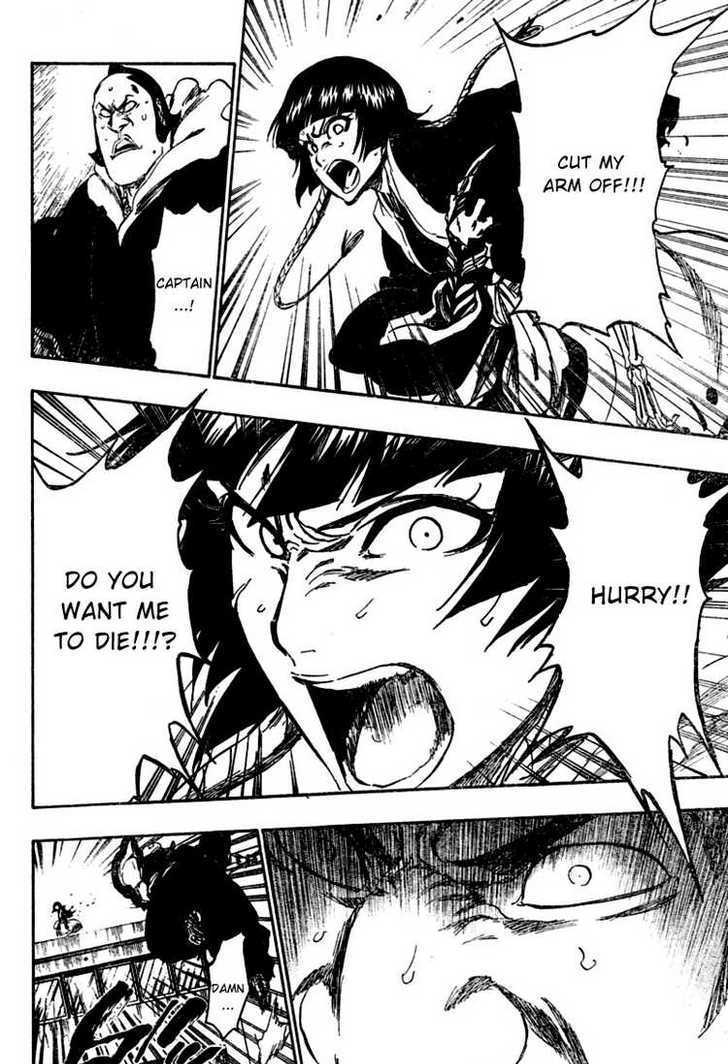 CUT MY
ARM OFF!!!
CAPTAIN
...!
HURRY!!
DO YOU
WANT ME
TO DIE!!!?
DAMN
...